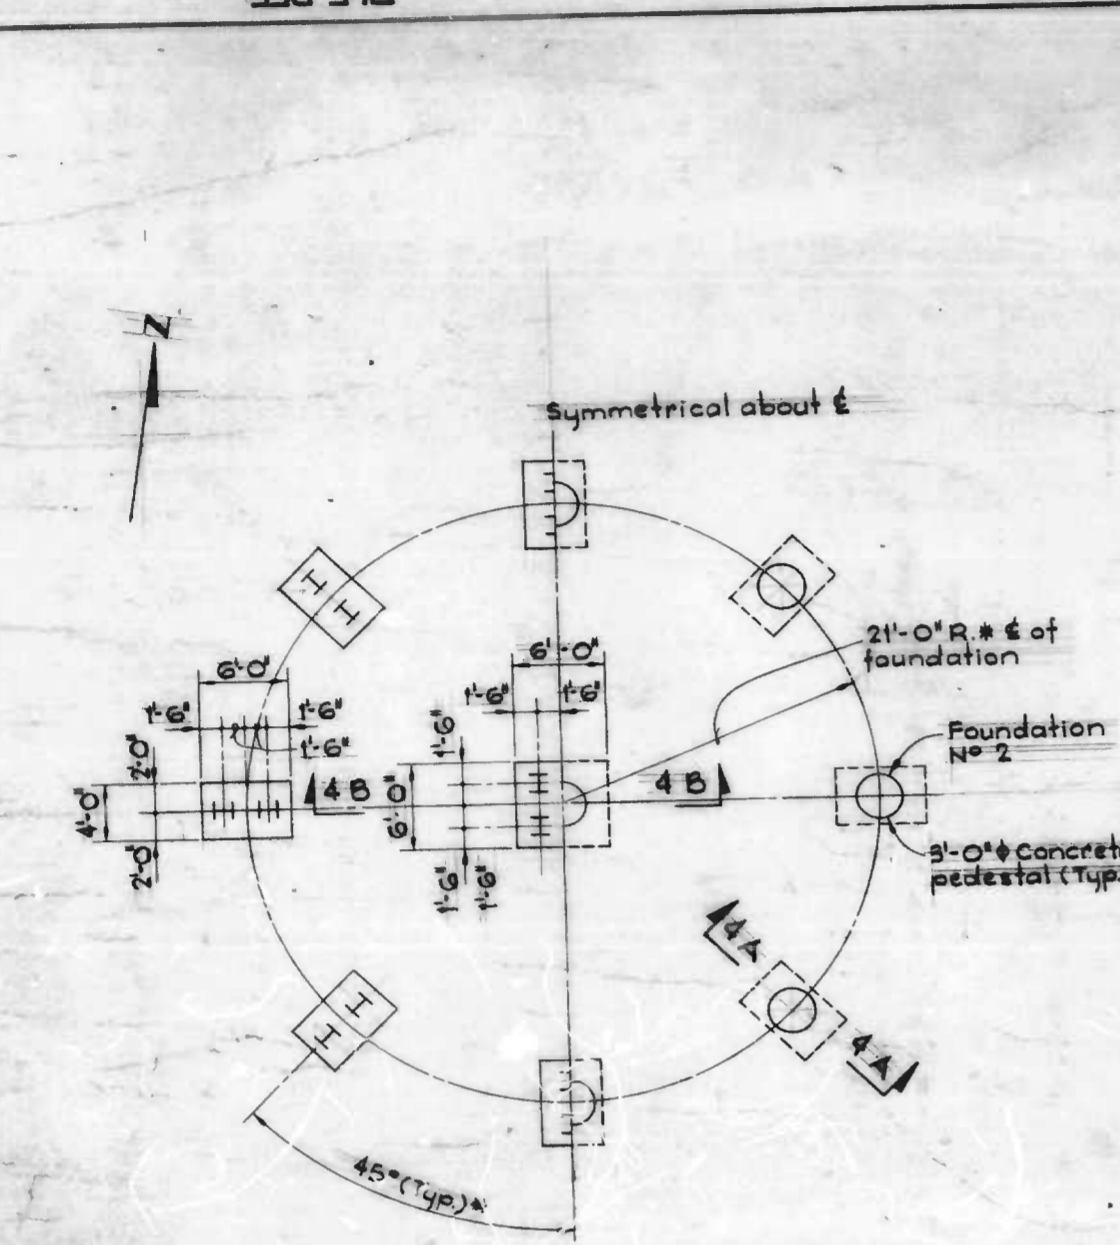 N
Symmetrical about ℄
21'-0" R.* ℄ of
foundation
6'-0"
6'-0"
1'-6"
1'-6"
1'-6"
1'-6"
1'-6"
1'-6"
2'-0"
4'-0"
2'-0"
4 B
6'-0"
4 B
1'-6"
1'-6"
Foundation
Nº 2
3'-0" ϕ Concret
pedestal (Typ.
4A
4A
45° (Typ.)*